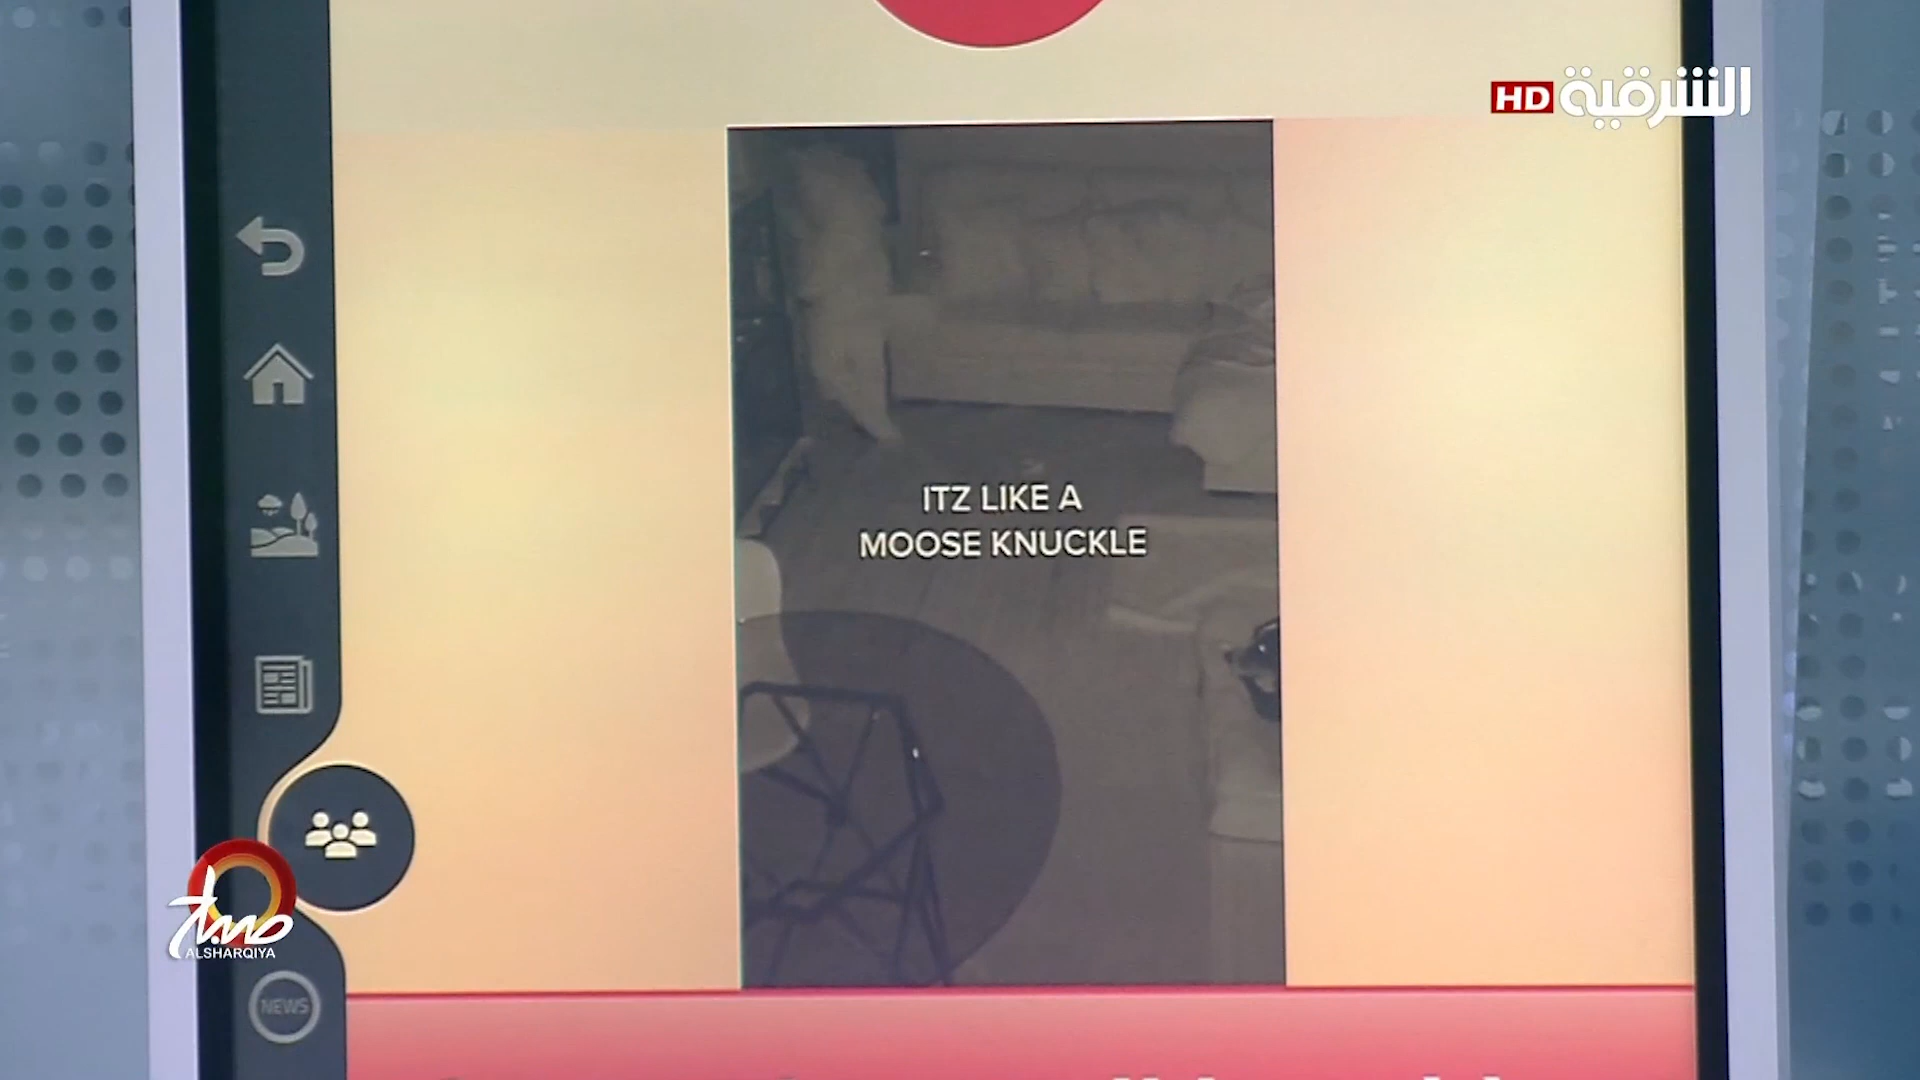 الشرقية HD
ITZ LIKE A
MOOSE KNUCKLE
ALSHARQIYA
NEWS